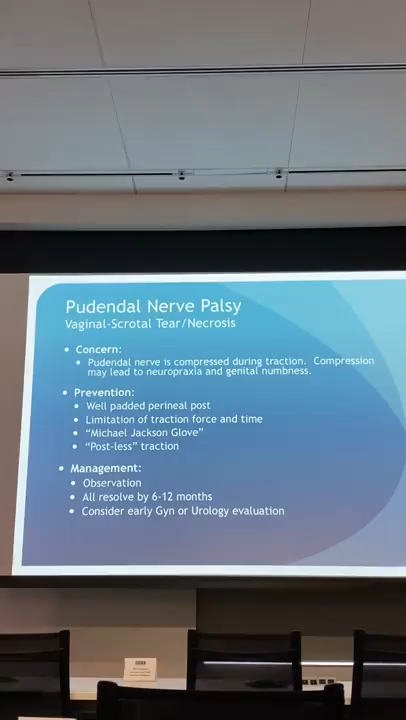 Pudendal Nerve Palsy
Vaginal-Scrotal Tear/Necrosis
• Concern:
• Pudendal nerve is compressed during traction. Compression
may lead to neuropraxia and genital numbness.
• Prevention:
• Well padded perineal post
• Limitation of traction force and time
• “Michael Jackson Glove”
• “Post-less” traction
• Management:
• Observation
• All resolve by 6-12 months
• Consider early Gyn or Urology evaluation